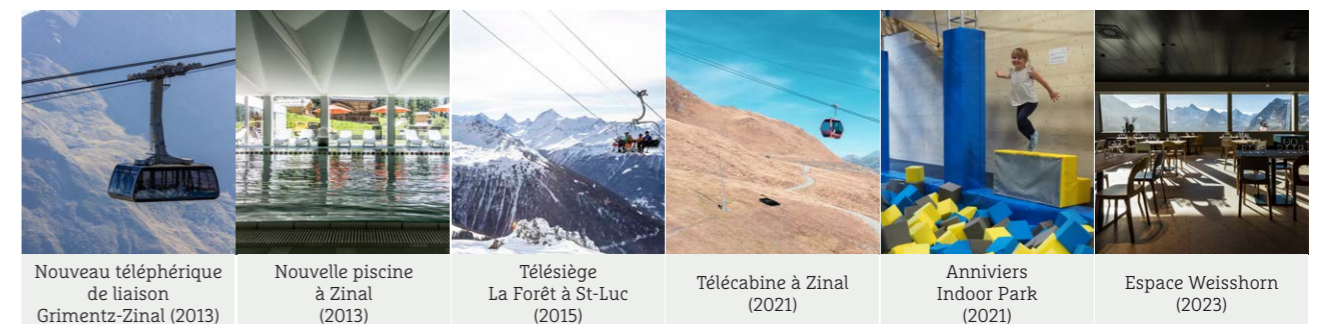 Nouveau téléphérique
de liaison
Grimentz-Zinal (2013)
Nouvelle piscine
à Zinal
(2013)
Télésiège
La Forêt à St-Luc
(2015)
Télécabine à Zinal
(2021)
Anniviers
Indoor Park
(2021)
Espace Weisshorn
(2023)